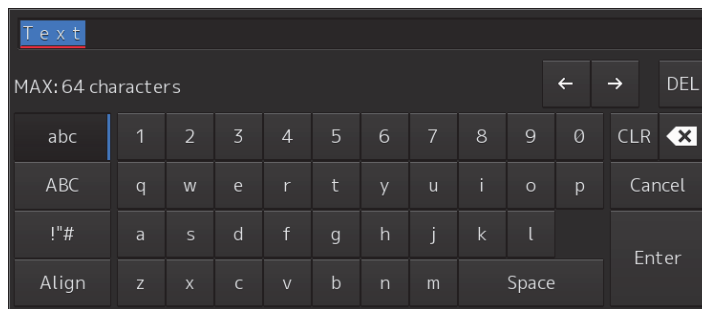 Text
MAX: 64 characters
← → DEL
abc 1 2 3 4 5 6 7 8 9 0 CLR
ABC q w e r t y u i o p Cancel
!"# a s d f g h j k l
Enter
Align z x c v b n m Space